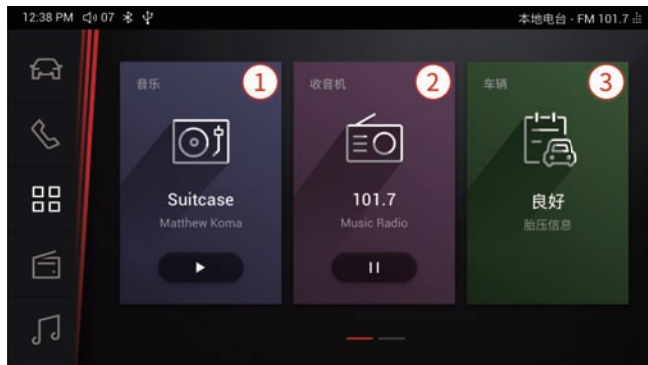 12:38 PM 07
本地电台 - FM 101.7
音乐
1
Suitcase
Matthew Koma
收音机
2
101.7
Music Radio
车辆
3
良好
胎压信息